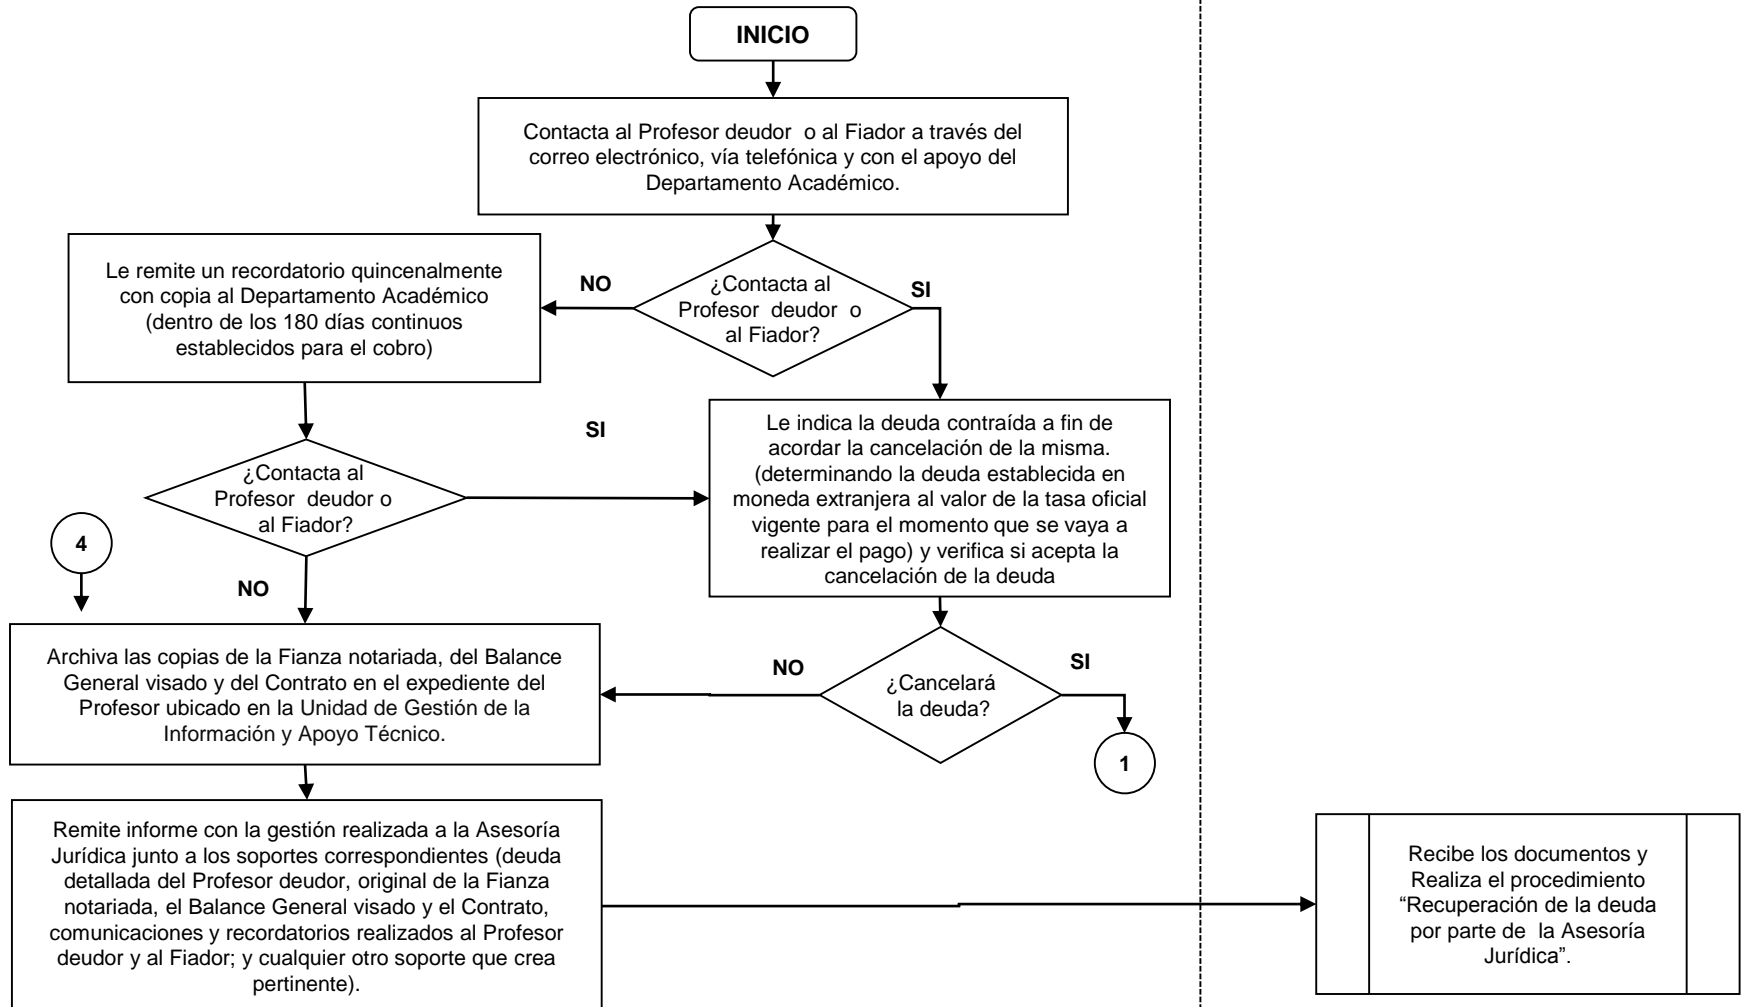 INICIO
Contacta al Profesor deudor o al Fiador a través del
correo electrónico, vía telefónica y con el apoyo del
Departamento Académico.
Le remite un recordatorio quincenalmente
con copia al Departamento Académico
(dentro de los 180 días continuos
establecidos para el cobro)
NO
¿Contacta al
Profesor deudor o
al Fiador?
SI
SI
Le indica la deuda contraída a fin de
acordar la cancelación de la misma.
(determinando la deuda establecida en
moneda extranjera al valor de la tasa oficial
vigente para el momento que se vaya a
realizar el pago) y verifica si acepta la
cancelación de la deuda
¿Contacta al
Profesor deudor o
al Fiador?
4
NO
Archiva las copias de la Fianza notariada, del Balance
General visado y del Contrato en el expediente del
Profesor ubicado en la Unidad de Gestión de la
Información y Apoyo Técnico.
NO
¿Cancelará
la deuda?
SI
1
Remite informe con la gestión realizada a la Asesoría
Jurídica junto a los soportes correspondientes (deuda
detallada del Profesor deudor, original de la Fianza
notariada, el Balance General visado y el Contrato,
comunicaciones y recordatorios realizados al Profesor
deudor y al Fiador; y cualquier otro soporte que crea
pertinente).
Recibe los documentos y
Realiza el procedimiento
“Recuperación de la deuda
por parte de la Asesoría
Jurídica”.